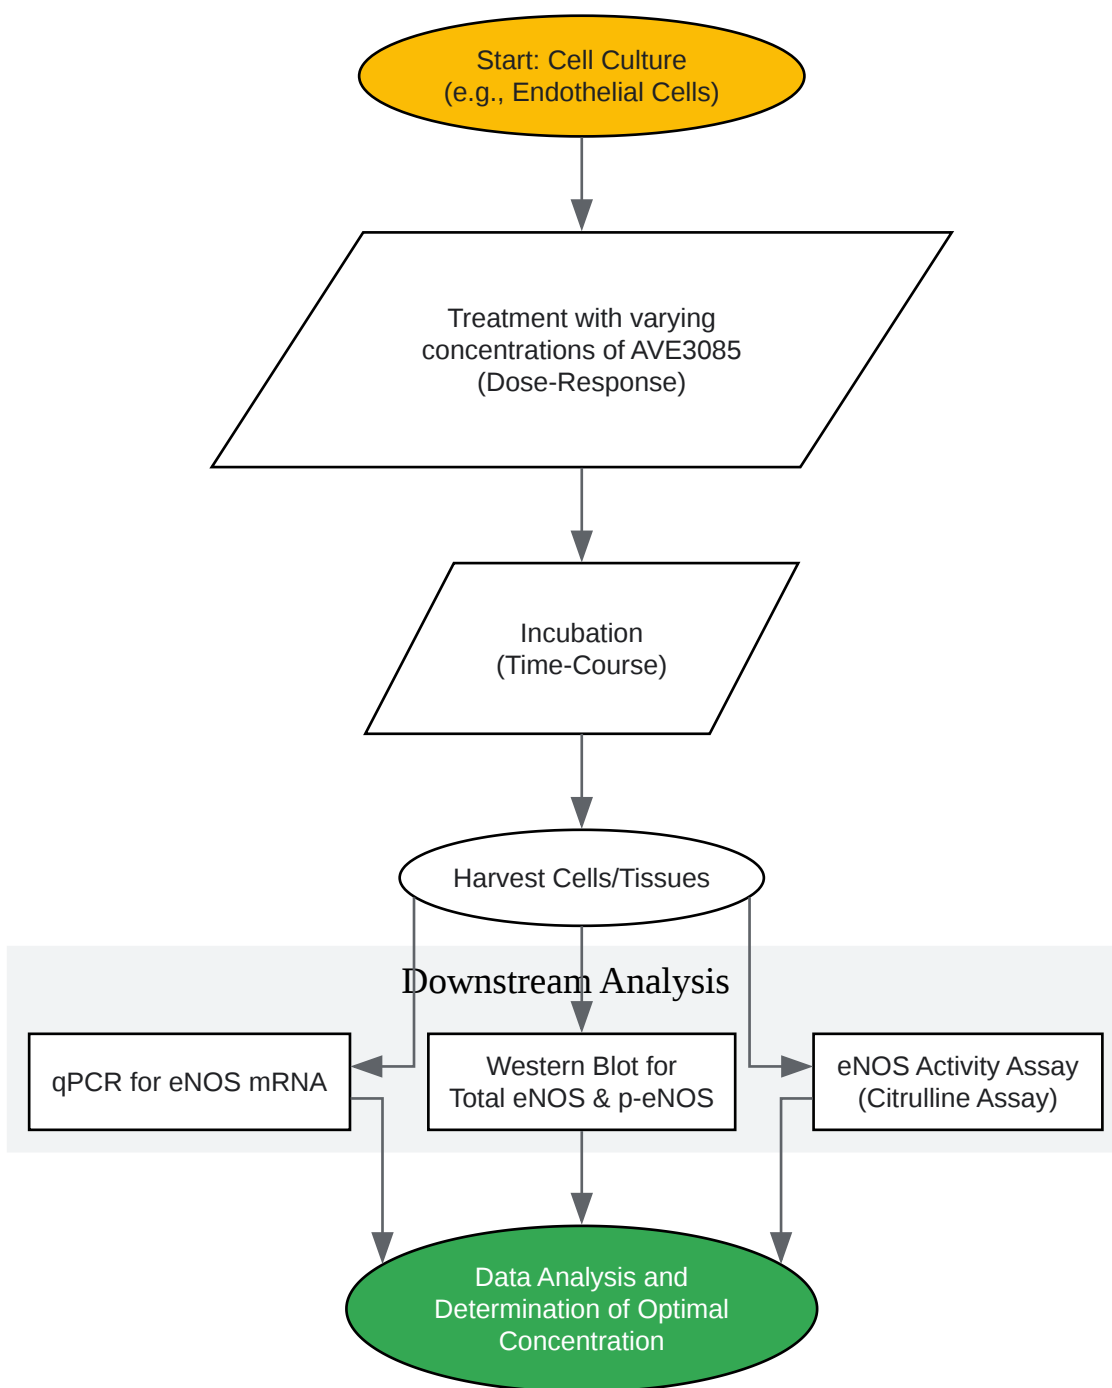 Start: Cell Culture
(e.g., Endothelial Cells)
Treatment with varying
concentrations of AVE3085
(Dose-Response)
Incubation
(Time-Course)
Harvest Cells/Tissues
Downstream Analysis
qPCR for eNOS mRNA
Western Blot for
Total eNOS & p-eNOS
eNOS Activity Assay
(Citrulline Assay)
Data Analysis and
Determination of Optimal
Concentration